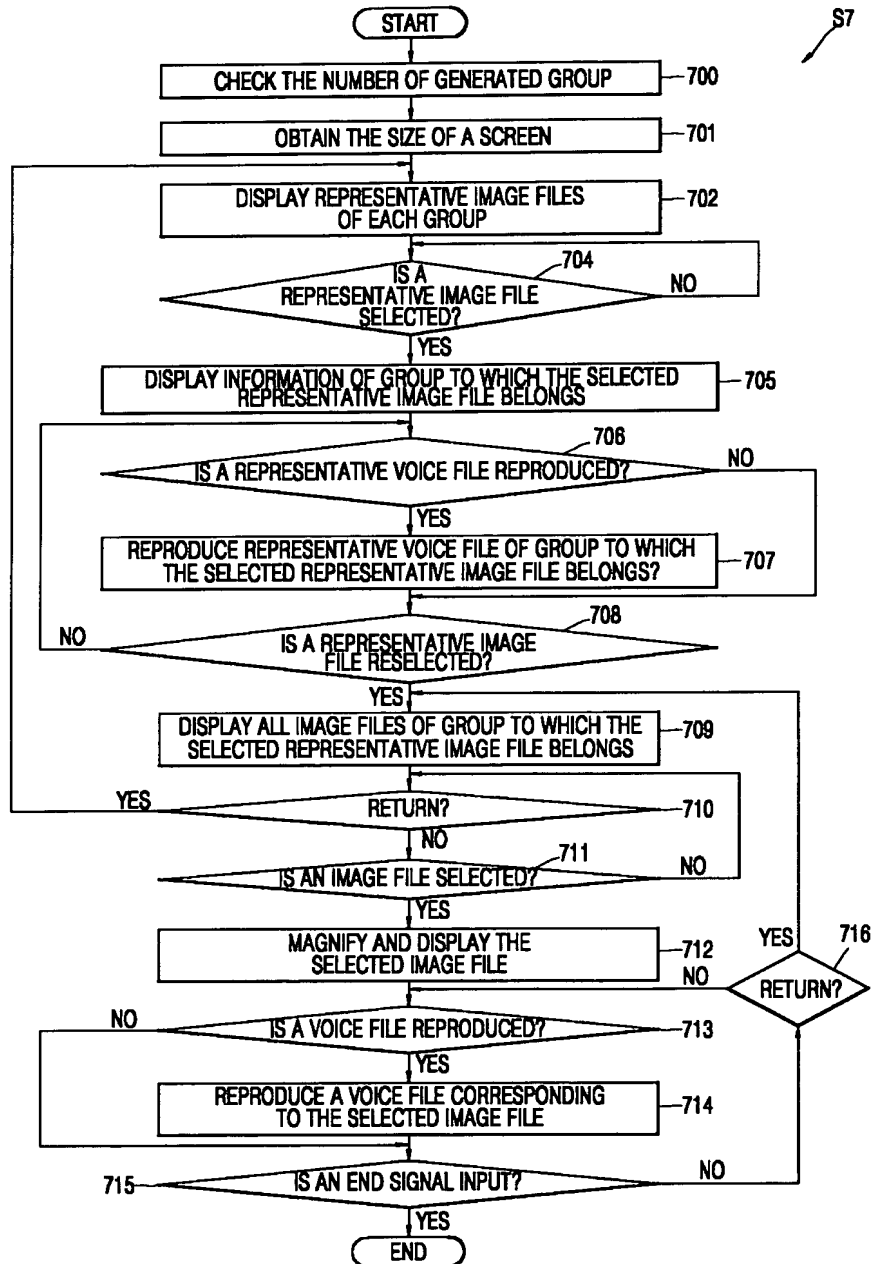 START
S7
CHECK THE NUMBER OF GENERATED GROUP
700
OBTAIN THE SIZE OF A SCREEN
701
DISPLAY REPRESENTATIVE IMAGE FILES
OF EACH GROUP
702
704
IS A
REPRESENTATIVE IMAGE FILE
SELECTED?
NO
YES
DISPLAY INFORMATION OF GROUP TO WHICH THE SELECTED
REPRESENTATIVE IMAGE FILE BELONGS
705
706
IS A REPRESENTATIVE VOICE FILE REPRODUCED?
NO
YES
REPRODUCE REPRESENTATIVE VOICE FILE OF GROUP TO WHICH
THE SELECTED REPRESENTATIVE IMAGE FILE BELONGS?
707
708
NO
IS A REPRESENTATIVE IMAGE
FILE RESELECTED?
YES
DISPLAY ALL IMAGE FILES OF GROUP TO WHICH THE
SELECTED REPRESENTATIVE IMAGE FILE BELONGS
709
YES
RETURN?
710
NO
711
IS AN IMAGE FILE SELECTED?
NO
YES
MAGNIFY AND DISPLAY THE
SELECTED IMAGE FILE
712
YES
716
NO
RETURN?
NO
IS A VOICE FILE REPRODUCED?
713
YES
REPRODUCE A VOICE FILE CORRESPONDING
TO THE SELECTED IMAGE FILE
714
715
IS AN END SIGNAL INPUT?
NO
YES
END